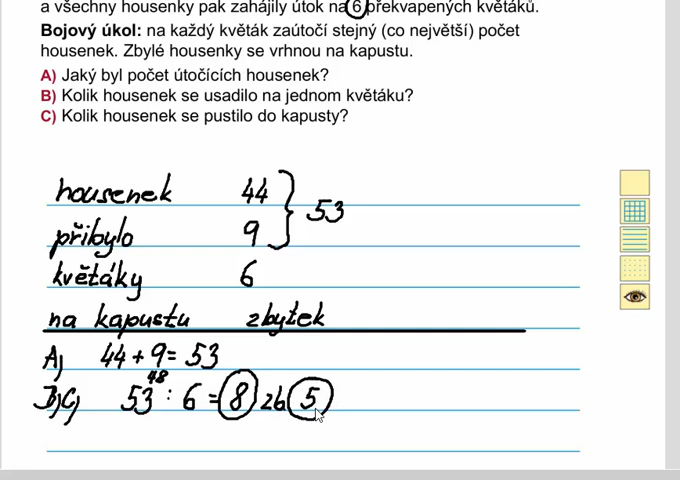 a všechny housenky pak zahájily útok na 6 překvapených květáků.
Bojový úkol: na každý květák zaútočí stejný (co největší) počet
housenek. Zbylé housenky se vrhnou na kapustu.
A) Jaký byl počet útočících housenek?
B) Kolik housenek se usadilo na jednom květáku?
C) Kolik housenek se pustilo do kapusty?
housenek 44 } 53
přibylo 9
květáky 6
na kapustu zbytek
A) 44 + 9 = 53
48
B)C) 53 : 6 = 8 zb 5